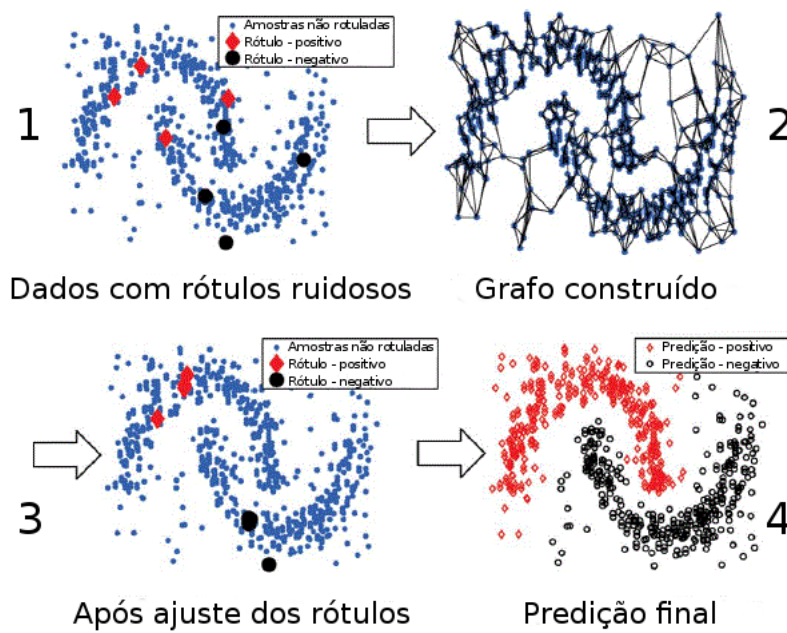 Amostras não rotuladas
Rótulo - positivo
Rótulo - negativo
1
2
Dados com rótulos ruidosos
Grafo construído
Amostras não rotuladas
Rótulo - positivo
Rótulo - negativo
Predição - positivo
Predição - negativo
3
4
Após ajuste dos rótulos
Predição final